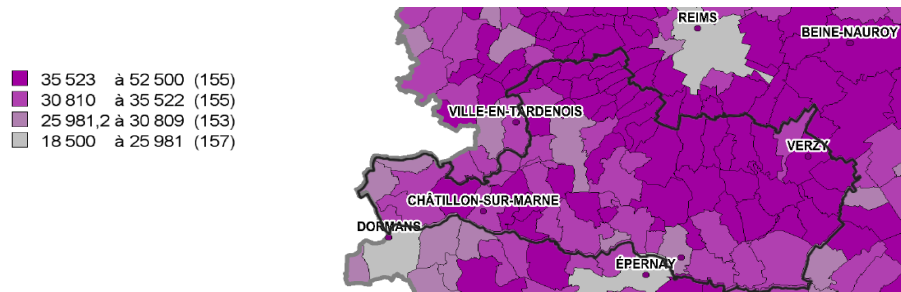 REIMS
BEINE-NAUROY
35 523 à 52 500 (155)
30 810 à 35 522 (155)
25 981,2 à 30 809 (153)
18 500 à 25 981 (157)
VILLE-EN-TARDENOIS
VERZY
CHÂTILLON-SUR-MARNE
DORMANS
ÉPERNAY